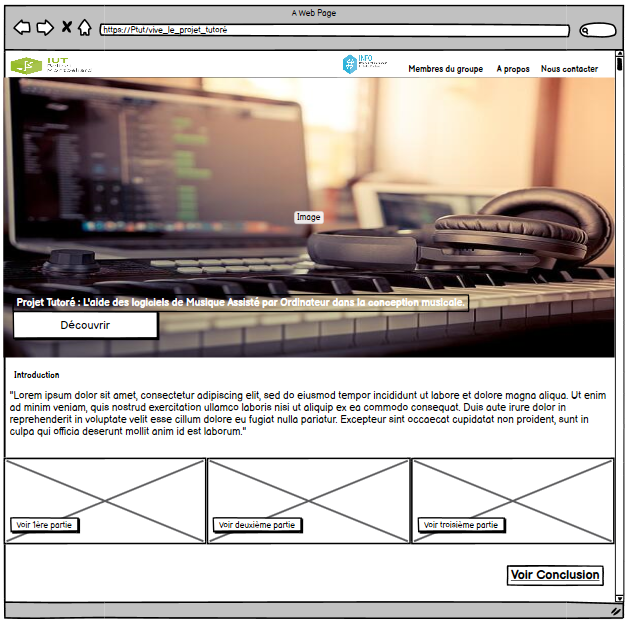 A Web Page
https://Ptut/vive_le_projet_tutoré
IUT
INFO
Membres du groupe
A propos
Nous contacter
Image
Projet Tutoré : L'aide des logiciels de Musique Assisté par Ordinateur dans la conception musicale.
Découvrir
Introduction
"Lorem ipsum dolor sit amet, consectetur adipiscing elit, sed do eiusmod tempor incididunt ut labore et dolore magna aliqua. Ut enim
ad minim veniam, quis nostrud exercitation ullamco laboris nisi ut aliquip ex ea commodo consequat. Duis aute irure dolor in
reprehenderit in voluptate velit esse cillum dolore eu fugiat nulla pariatur. Excepteur sint occaecat cupidatat non proident, sunt in
culpa qui officia deserunt mollit anim id est laborum."
Voir 1ère partie
Voir deuxième partie
Voir troisième partie
Voir Conclusion